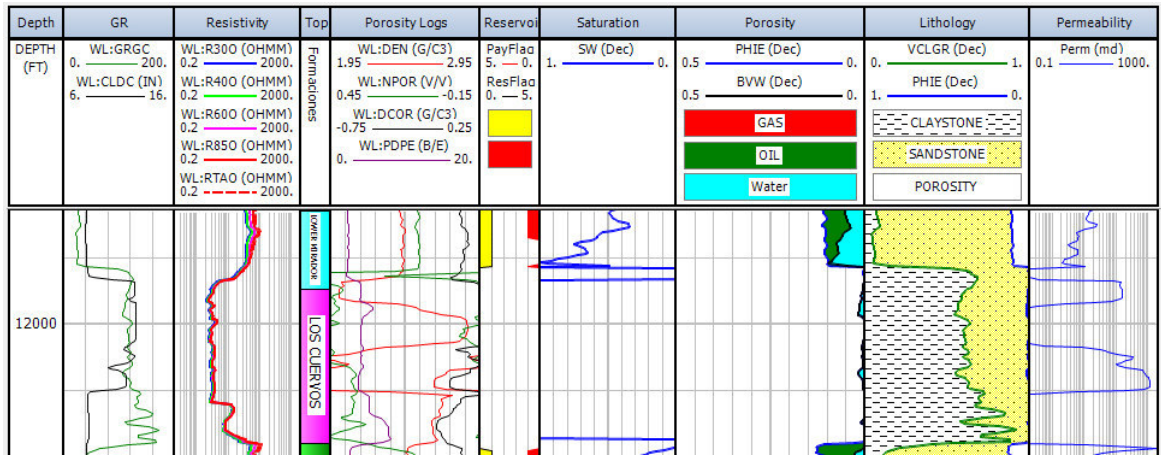 Depth GR Resistivity Top Porosity Logs Reservoi Saturation Porosity Lithology Permeability
DEPTH
(FT)
WL:GRGC
0. 200.
WL:CLDC (IN)
6. 16.
WL:R30O (OHMM)
0.2 2000.
WL:R40O (OHMM)
0.2 2000.
WL:R60O (OHMM)
0.2 2000.
WL:R85O (OHMM)
0.2 2000.
WL:RTAO (OHMM)
0.2 2000.
Formaciones
WL:DEN (G/C3)
1.95 2.95
WL:NPOR (V/V)
0.45 -0.15
WL:DCOR (G/C3)
-0.75 0.25
WL:PDPE (B/E)
0. 20.
PayFlag
5. 0.
ResFlag
0. 5.
SW (Dec)
1. 0.
PHIE (Dec)
0.5 0.
BVW (Dec)
0.5 0.
GAS
OIL
Water
VCLGR (Dec)
0. 1.
PHIE (Dec)
1. 0.
CLAYSTONE
SANDSTONE
POROSITY
Perm (md)
0.1 1000.
LOWER MIRADOR
12000
LOS CUERVOS